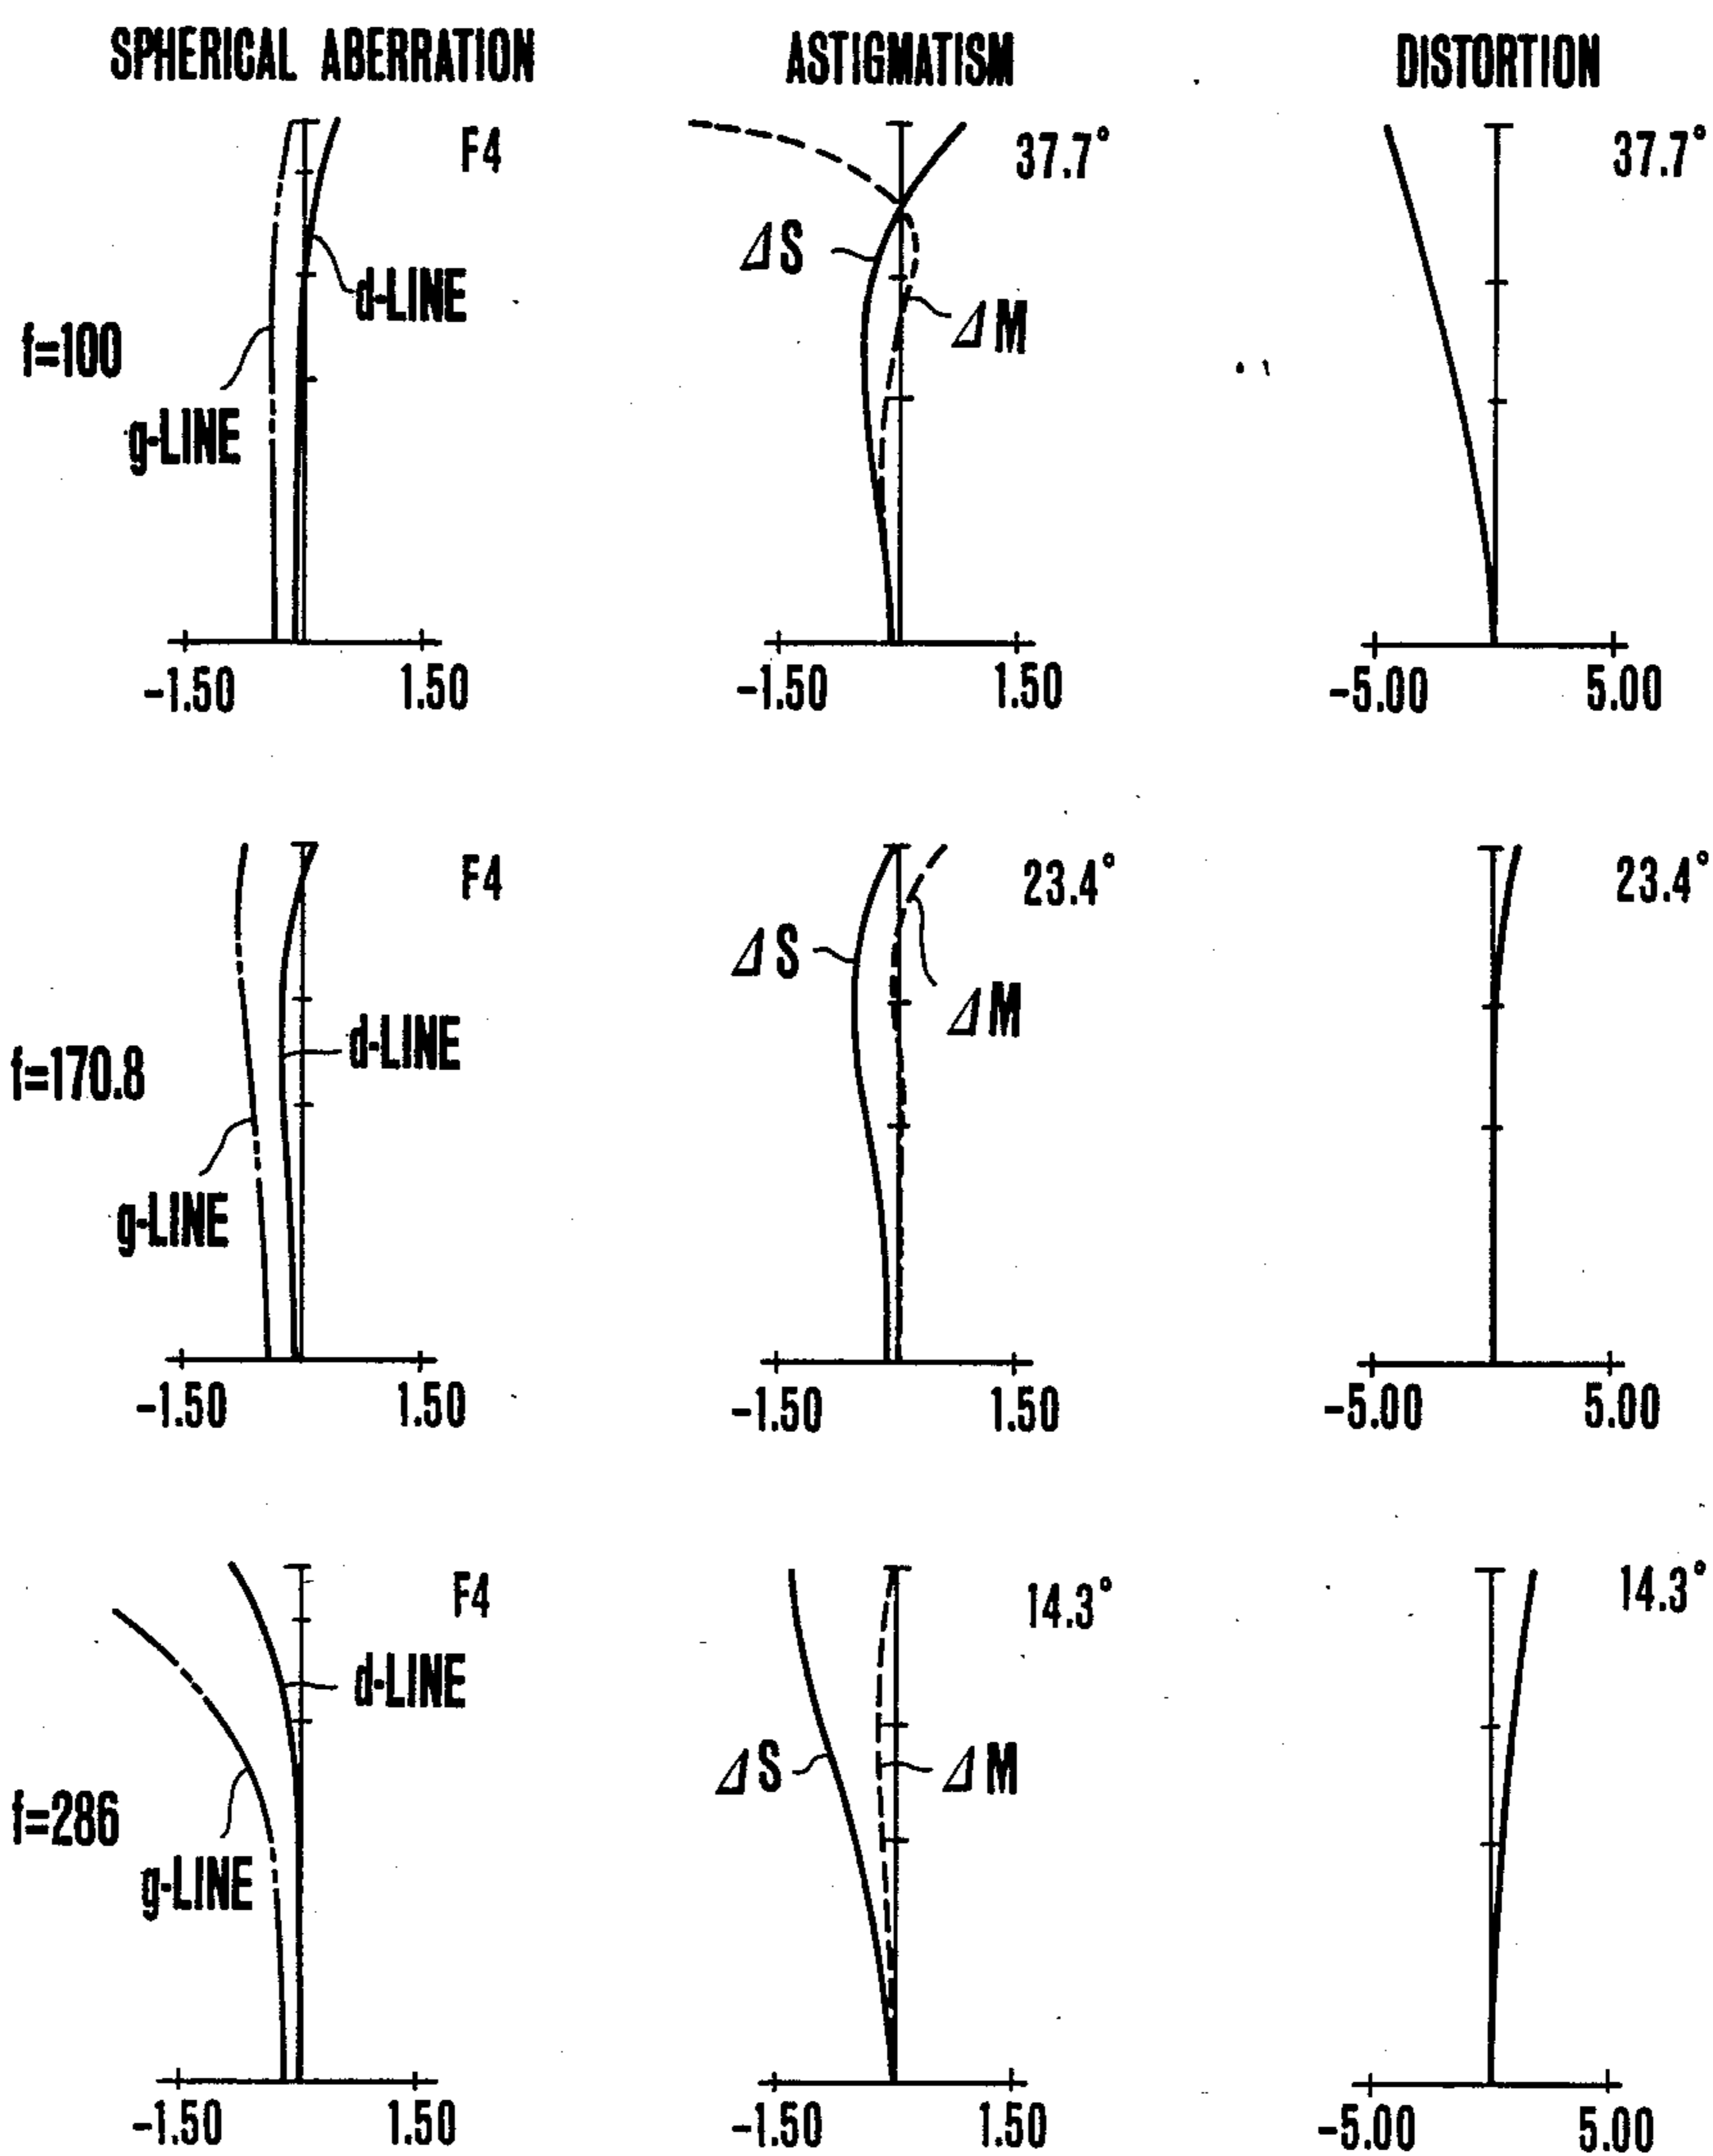 SPHERICAL ABERRATION
ASTIGMATISM
DISTORTION
F4
37.7°
37.7°
ΔS
d-LINE
ΔM
f=100
g-LINE
-1.50 1.50
-1.50 1.50
-5.00 5.00
F4
23.4°
23.4°
ΔS
ΔM
d-LINE
f=170.8
g-LINE
-1.50 1.50
-1.50 1.50
-5.00 5.00
F4
14.3°
14.3°
d-LINE
ΔS
ΔM
f=286
g-LINE
-1.50 1.50
-1.50 1.50
-5.00 5.00